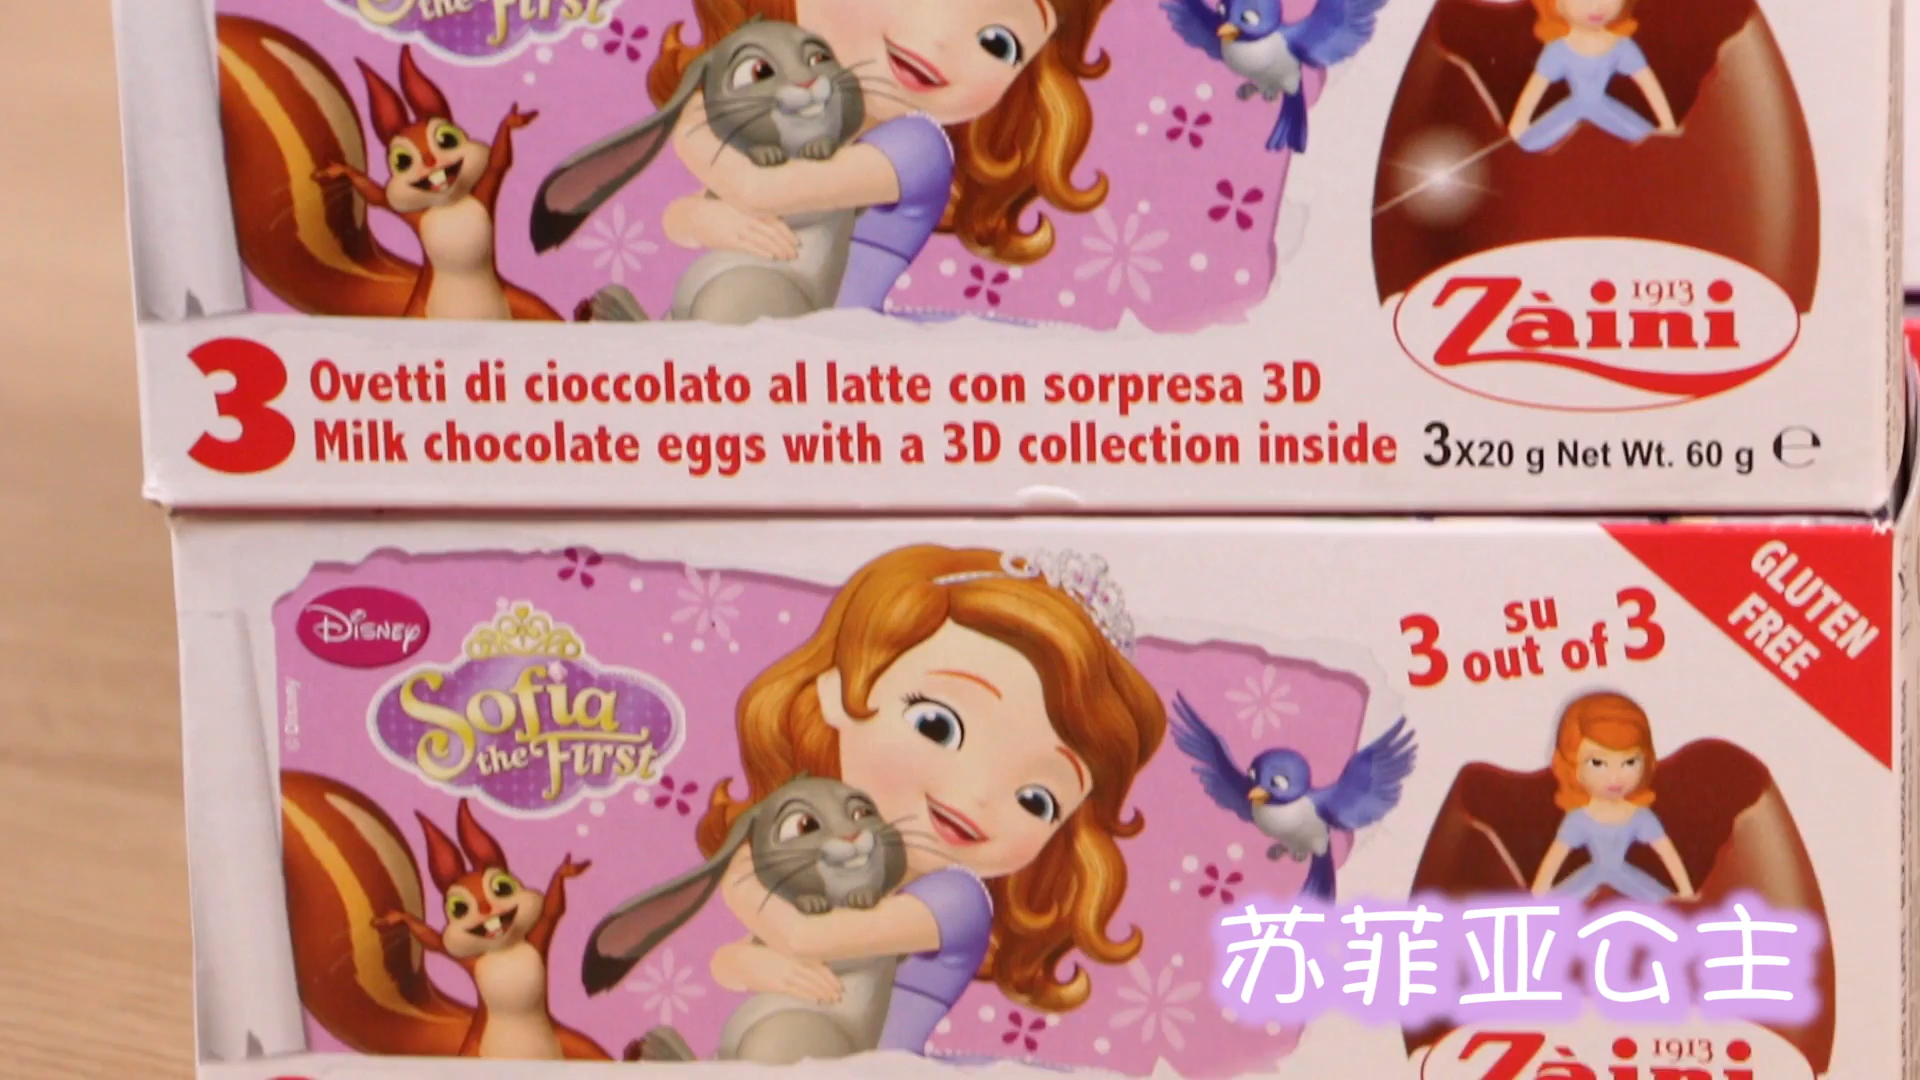 the First
1913
Zàini
3 Ovetti di cioccolato al latte con sorpresa 3D
Milk chocolate eggs with a 3D collection inside
3x20 g Net Wt. 60 g ℮
GLUTEN
FREE
3 su 3
out of
Disney
Sofia
the First
© Disney
苏菲亚公主
1913
Zàini